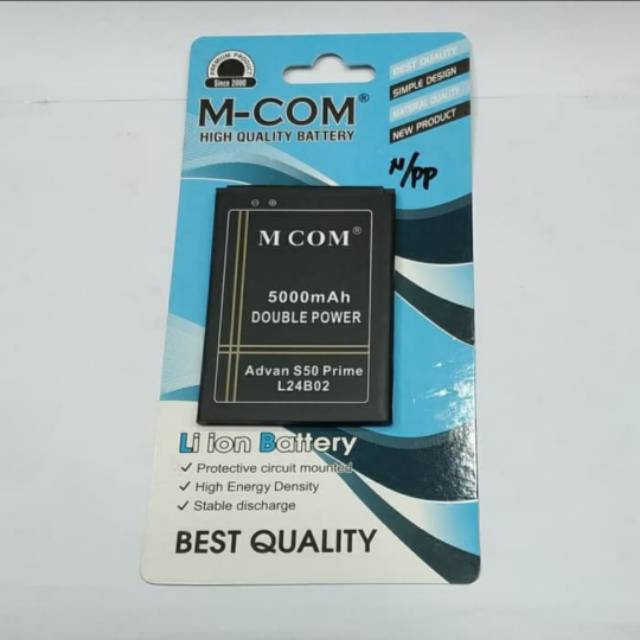 PREMIUM PRODUCT
Since 2000
M-COM®
HIGH QUALITY BATTERY
BEST QUALITY
SIMPLE DESIGN
MATERIAL QUALITY
NEW PRODUCT
N/PP
M COM®
5000mAh
DOUBLE POWER
Advan S50 Prime
L24B02
Li ion Battery
✓ Protective circuit mounted
✓ High Energy Density
✓ Stable discharge
BEST QUALITY